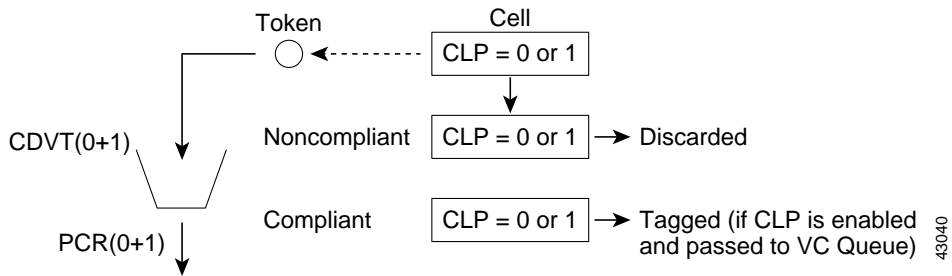 Token
Cell
CLP = 0 or 1
CDVT(0+1)
Noncompliant
CLP = 0 or 1
Discarded
PCR(0+1)
Compliant
CLP = 0 or 1
Tagged (if CLP is enabled
and passed to VC Queue)
43040